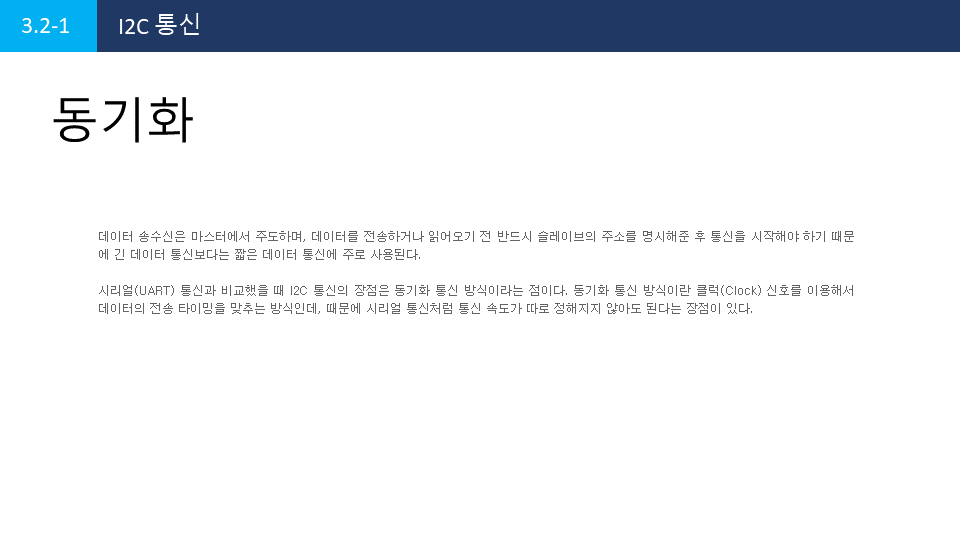 3.2-1
I2C 통신
동기화
데이터 송수신은 마스터에서 주도하며, 데이터를 전송하거나 읽어오기 전 반드시 슬레이브의 주소를 명시해준 후 통신을 시작해야 하기 때문
에 긴 데이터 통신보다는 짧은 데이터 통신에 주로 사용된다.
시리얼(UART) 통신과 비교했을 때 I2C 통신의 장점은 동기화 통신 방식이라는 점이다. 동기화 통신 방식이란 클럭(Clock) 신호를 이용해서
데이터의 전송 타이밍을 맞추는 방식인데, 때문에 시리얼 통신처럼 통신 속도가 따로 정해지지 않아도 된다는 장점이 있다.